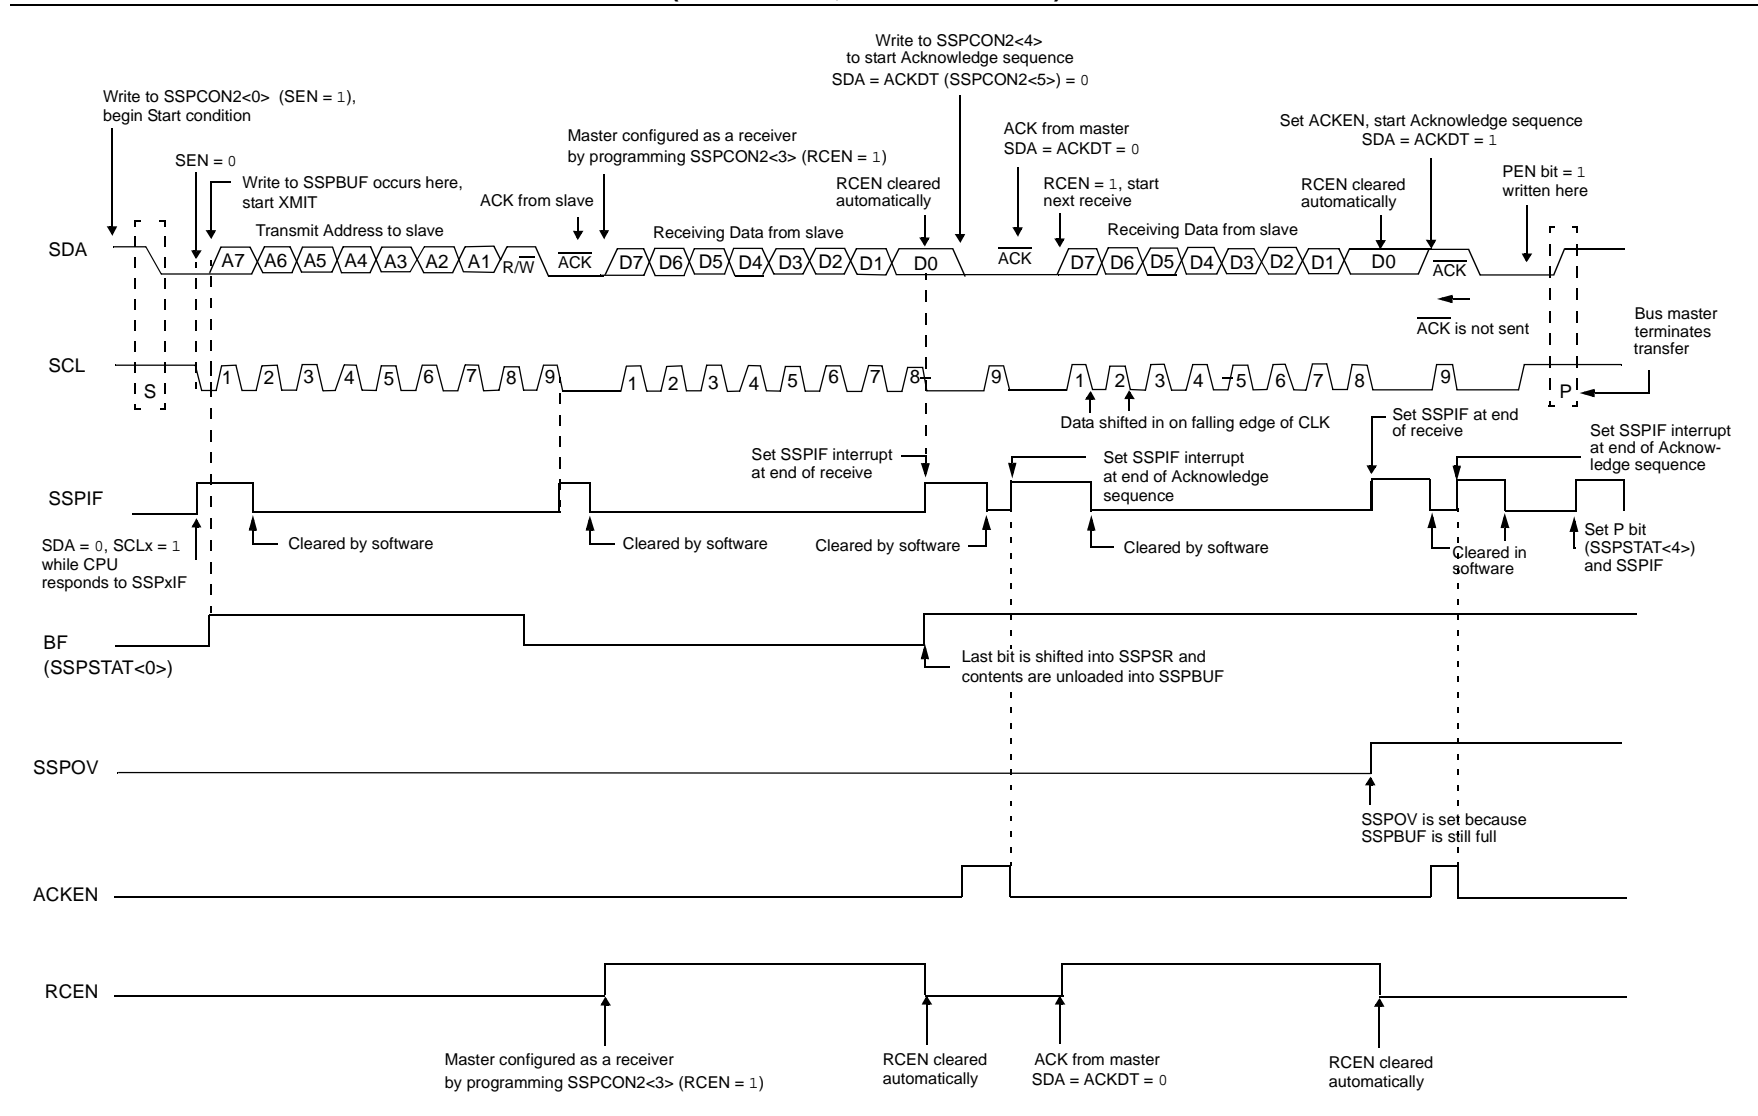 Write to SSPCON2<4>
to start Acknowledge sequence
SDA = ACKDT (SSPCON2<5>) = 0
Write to SSPCON2<0> (SEN = 1),
begin Start condition
SEN = 0
Write to SSPBUF occurs here,
start XMIT
ACK from slave
Master configured as a receiver
by programming SSPCON2<3> (RCEN = 1)
RCEN cleared
automatically
ACK from master
SDA = ACKDT = 0
RCEN = 1, start
next receive
Set ACKEN, start Acknowledge sequence
SDA = ACKDT = 1
RCEN cleared
automatically
PEN bit = 1
written here
Transmit Address to slave
Receiving Data from slave
Receiving Data from slave
SDA
A7 A6 A5 A4 A3 A2 A1 R/W ACK D7 D6 D5 D4 D3 D2 D1 D0 ACK D7 D6 D5 D4 D3 D2 D1 D0 ACK
ACK is not sent
Bus master
terminates
transfer
SCL
S 1 2 3 4 5 6 7 8 9 1 2 3 4 5 6 7 8 9 1 2 3 4 5 6 7 8 9 P
Data shifted in on falling edge of CLK
Set SSPIF interrupt
at end of receive
Set SSPIF interrupt
at end of Acknowledge
sequence
Set SSPIF at end
of receive
Set SSPIF interrupt
at end of Acknow-
ledge sequence
SSPIF
SDA = 0, SCLx = 1
while CPU
responds to SSPxIF
Cleared by software
Cleared by software
Cleared by software
Cleared by software
Cleared in
software
Set P bit
(SSPSTAT<4>)
and SSPIF
BF
(SSPSTAT<0>)
Last bit is shifted into SSPSR and
contents are unloaded into SSPBUF
SSPOV
SSPOV is set because
SSPBUF is still full
ACKEN
RCEN
Master configured as a receiver
by programming SSPCON2<3> (RCEN = 1)
RCEN cleared
automatically
ACK from master
SDA = ACKDT = 0
RCEN cleared
automatically